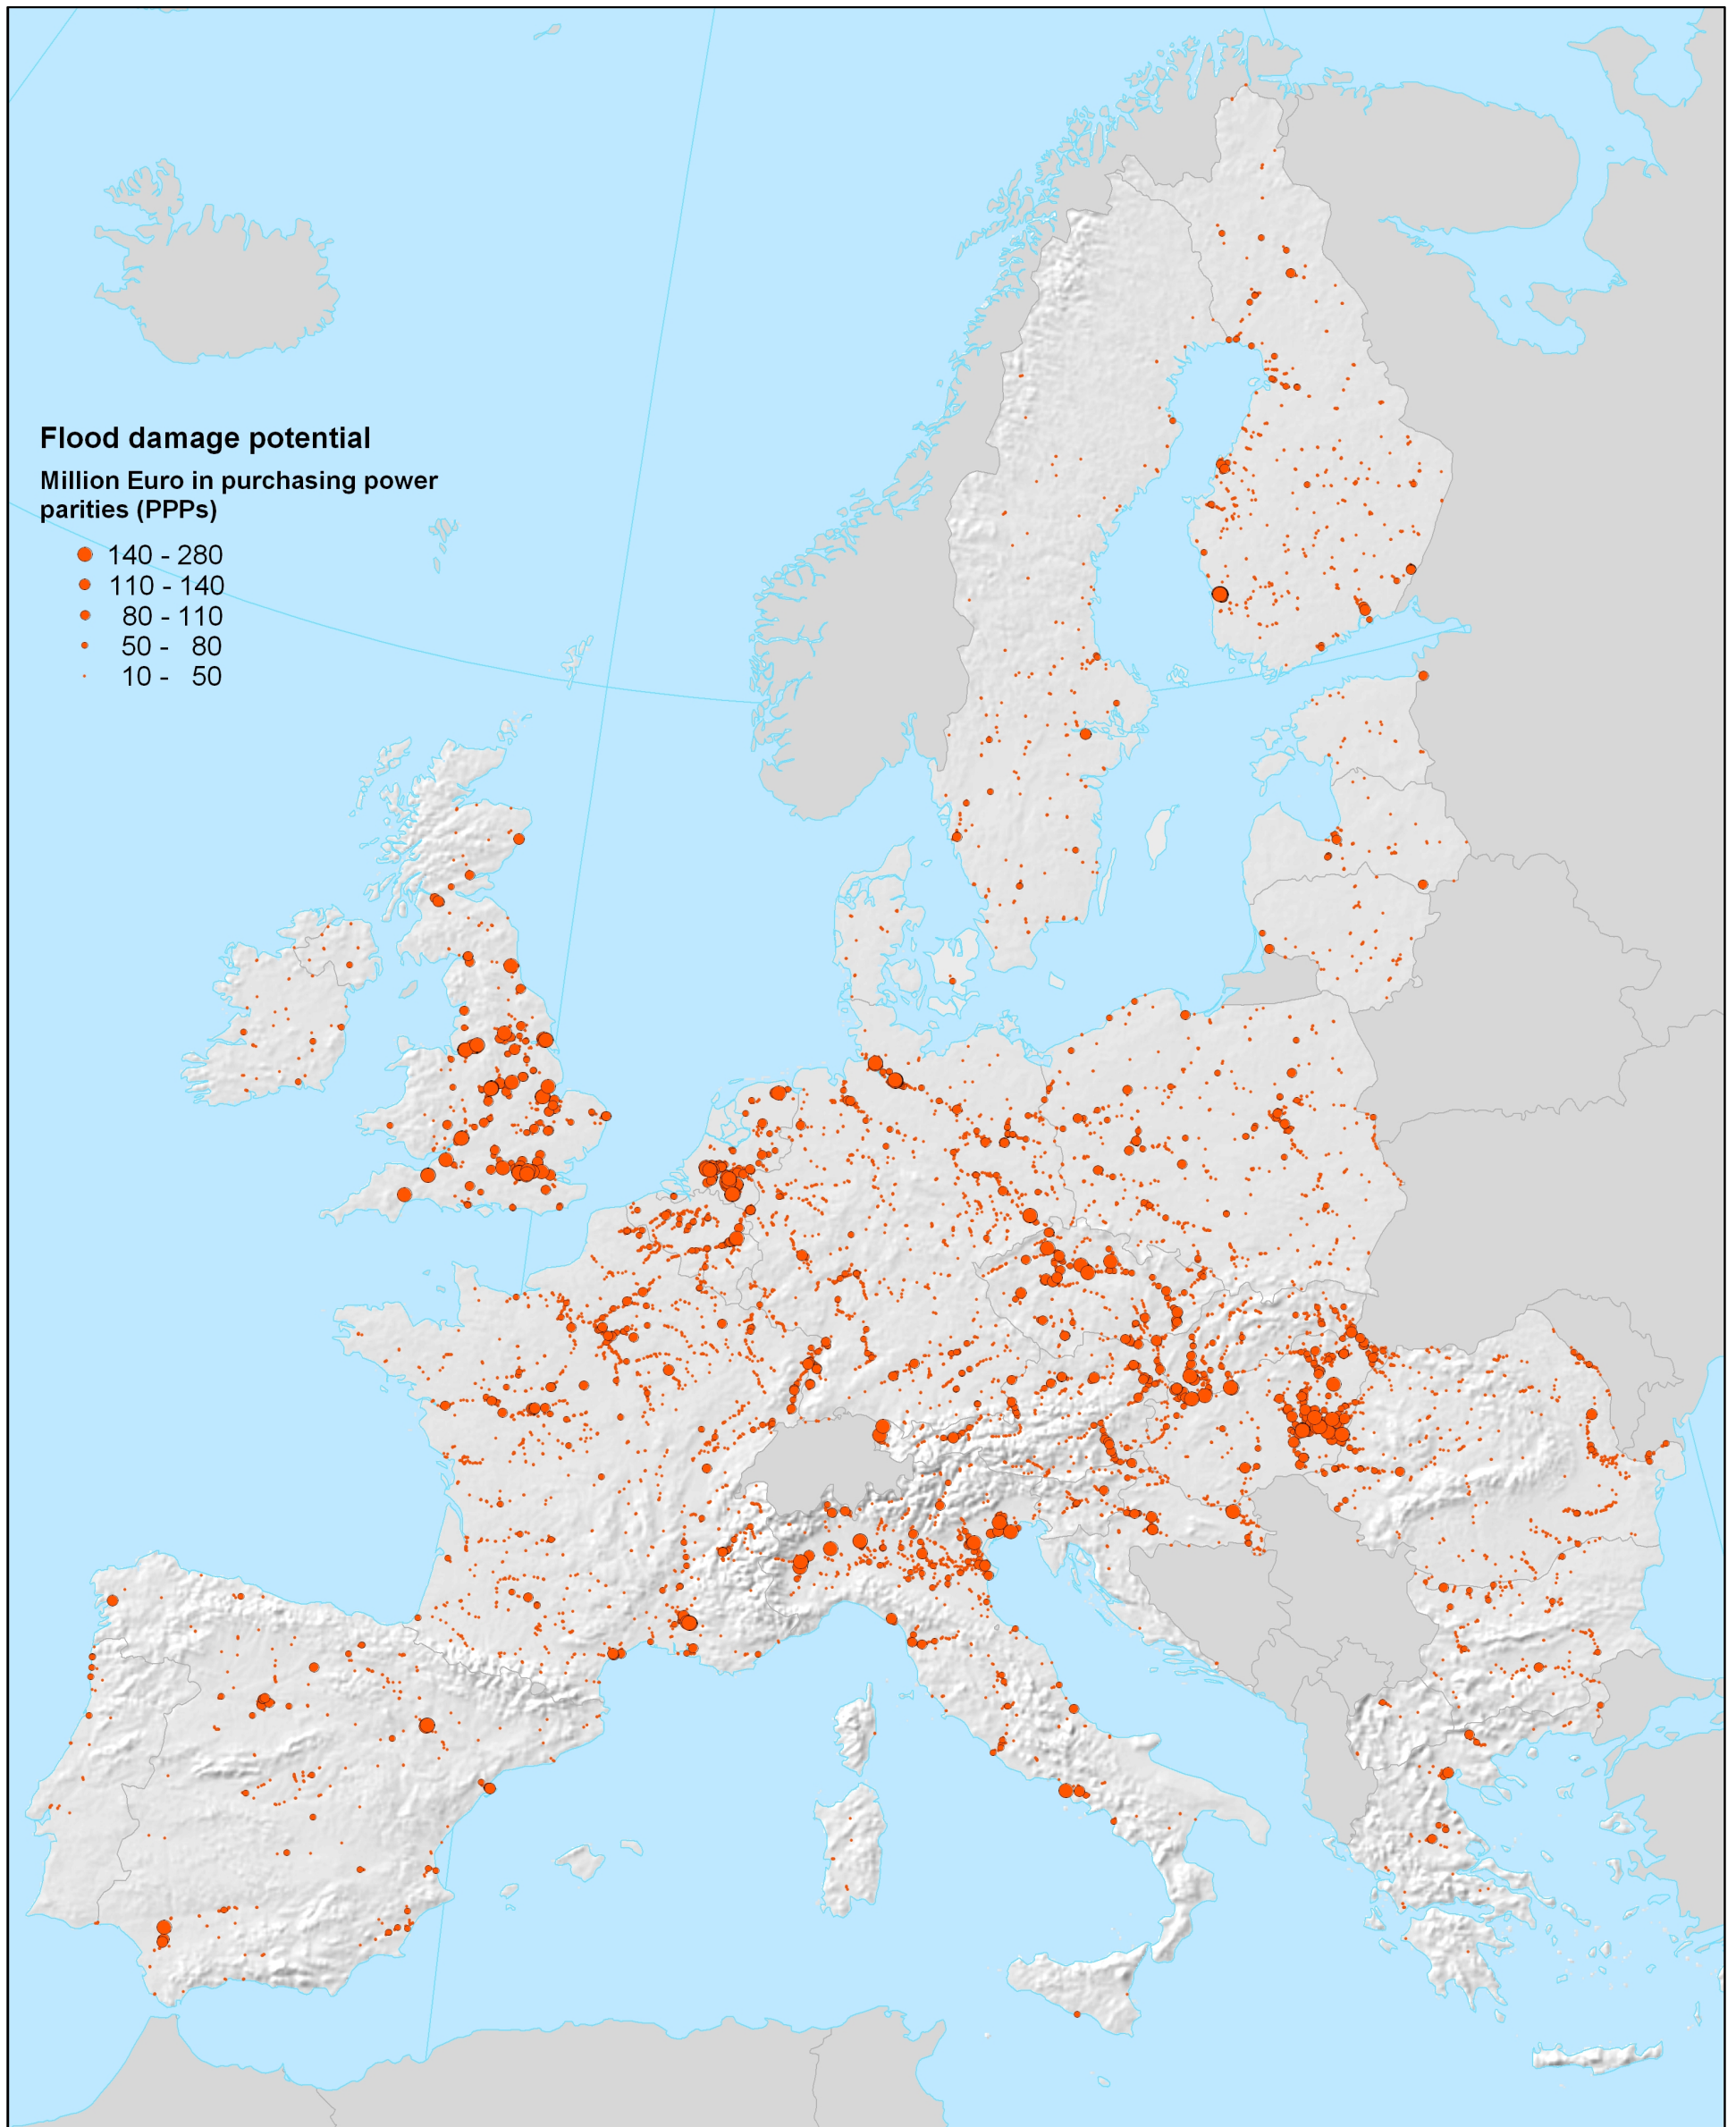 Flood damage potential
Million Euro in purchasing power
parities (PPPs)
140 - 280
110 - 140
80 - 110
50 - 80
10 - 50